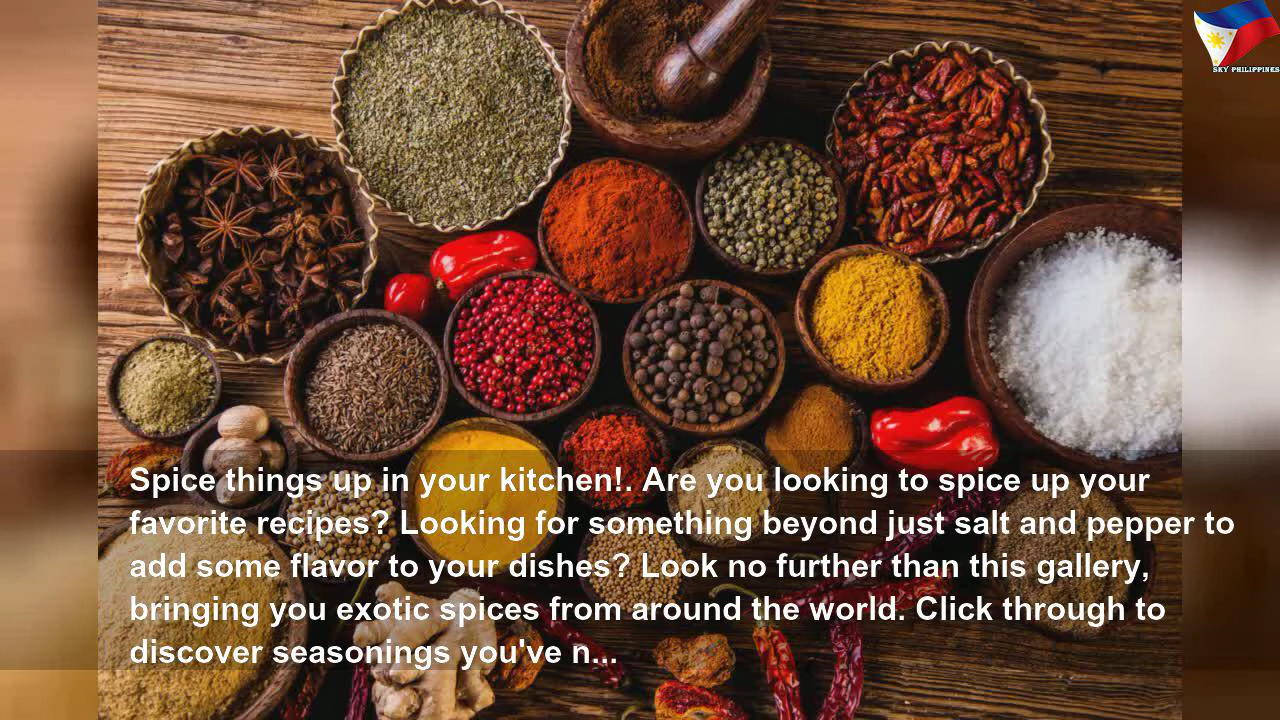 SKY PHILIPPINES
Spice things up in your kitchen!. Are you looking to spice up your
favorite recipes? Looking for something beyond just salt and pepper to
add some flavor to your dishes? Look no further than this gallery,
bringing you exotic spices from around the world. Click through to
discover seasonings you've n...